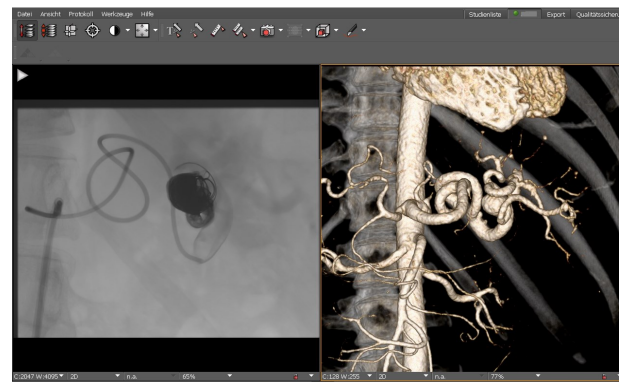 Datei Ansicht Protokoll Werkzeuge Hilfe
Studienliste Export Qualitätssichen
C:2047 W:4095 2D n.a. 65%
C:128 W:255 2D n.a. 77%